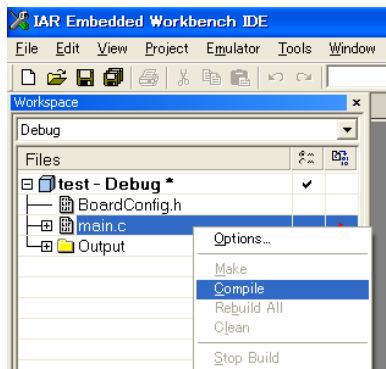 IAR Embedded Workbench IDE
File Edit View Project Emulator Tools Window
Workspace
Debug
Files
test - Debug *
BoardConfig.h
main.c
Output
Options...
Make
Compile
Rebuild All
Clean
Stop Build